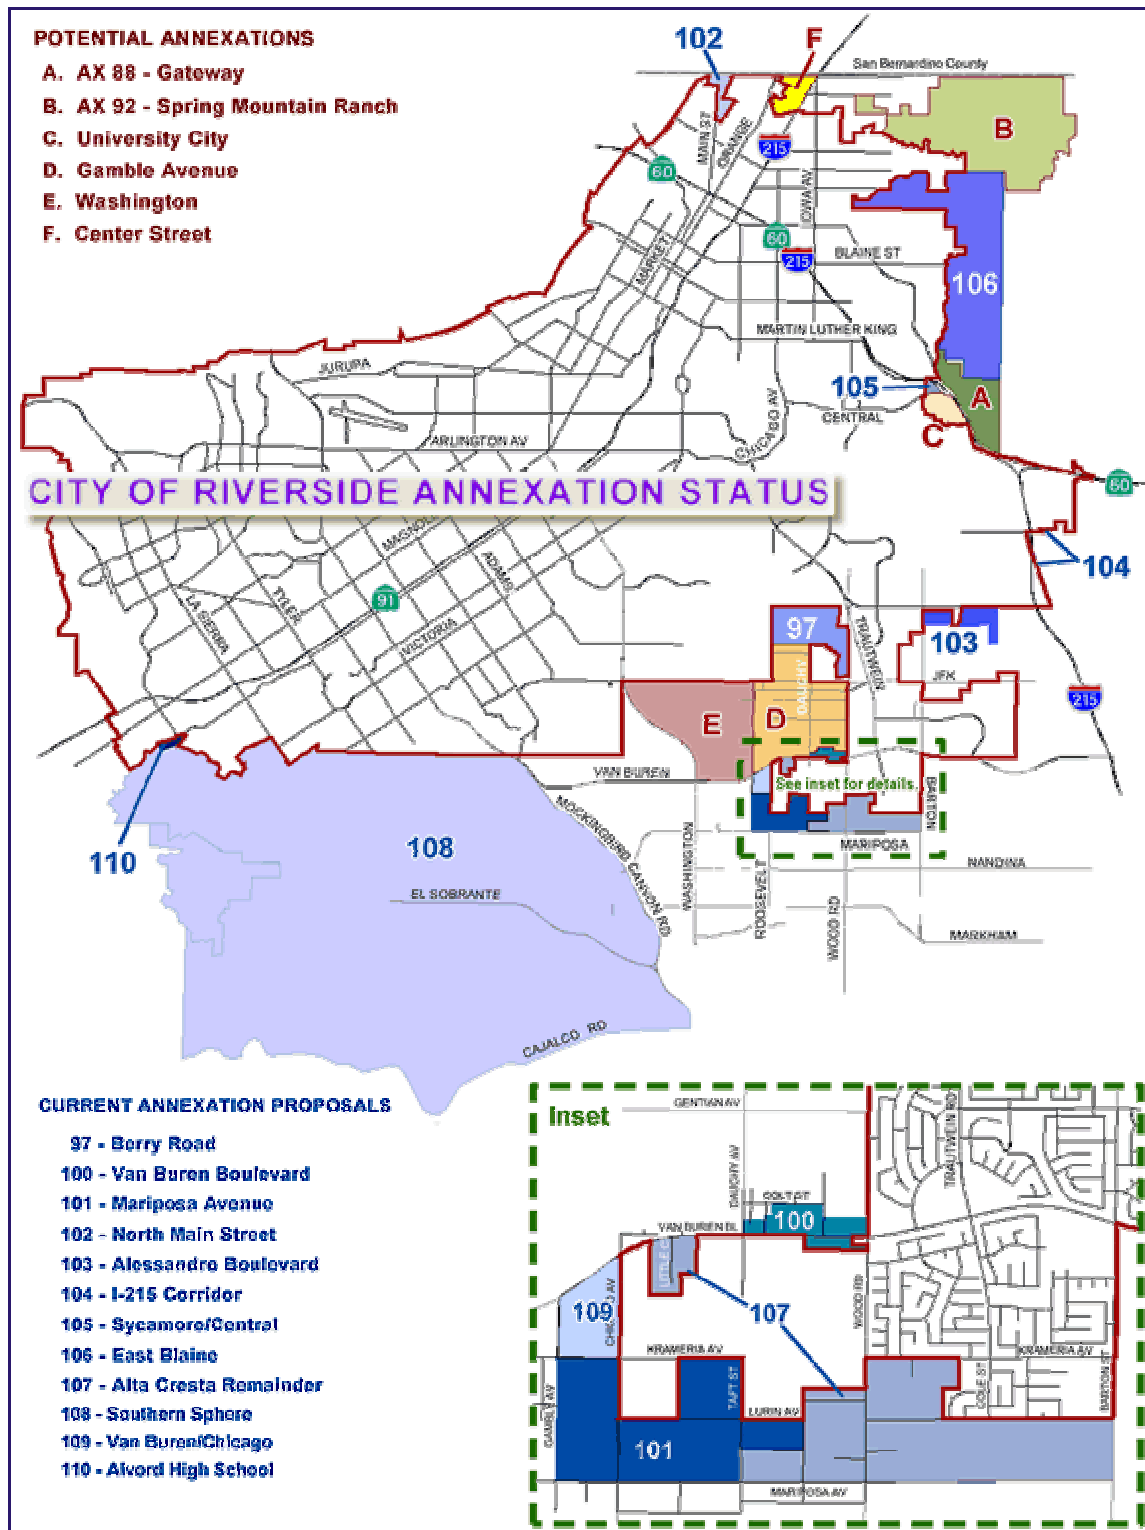 POTENTIAL ANNEXATIONS
A. AX 88 - Gateway
B. AX 92 - Spring Mountain Ranch
C. University City
D. Gamble Avenue
E. Washington
F. Center Street
102
F
San Bernardino County
B
MAIN ST
ORANGE
215
60
IOWA AV
60
215
BLAINE ST
MARKET
106
MARTIN LUTHER KING
JURUPA
105
A
CHICAGO AV
CENTRAL
C
ARLINGTON AV
60
CITY OF RIVERSIDE ANNEXATION STATUS
MAGNOL
ADAMS
104
91
TYLER
LA SIERRA
VICTORIA
97
TRAUTWEIN
103
DAUCHY
JFK
215
E
D
VAN BUREN
See inset for details.
BARTON
110
108
MOCKINGBIRD CANYON RD
MARIPOSA
NANDINA
EL SOBRANTE
WASHINGTON
ROOSEVELT
WOOD RD
MARKHAM
CAJALCO RD
CURRENT ANNEXATION PROPOSALS
97 - Berry Road
100 - Van Buren Boulevard
101 - Mariposa Avenue
102 - North Main Street
103 - Alessandro Boulevard
104 - I-215 Corridor
105 - Sycamore/Central
106 - East Blaine
107 - Alta Cresta Remainder
108 - Southern Sphere
109 - Van Buren/Chicago
110 - Alvord High School
Inset
GENTIAN AV
TRAUTWEIN RD
DAUCHY AV
COLT ST
100
VAN BUREN BL
LITTLE
109
107
WOOD RD
KRAMERIA AV
KRAMERIA AV
TAFT ST
COLE ST
BARTON ST
GAMBLE AV
LURIN AV
101
MARIPOSA AV